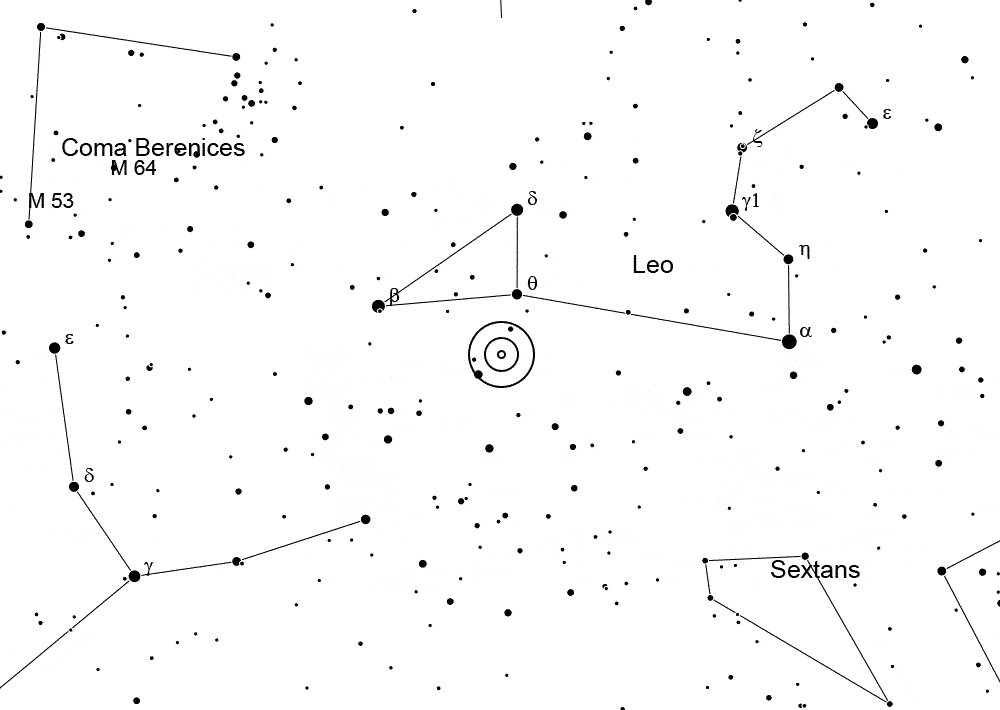 ε
ζ
Coma Berenices
M 64
δ
γ1
M 53
η
Leo
θ
β
α
ε
δ
γ
Sextans